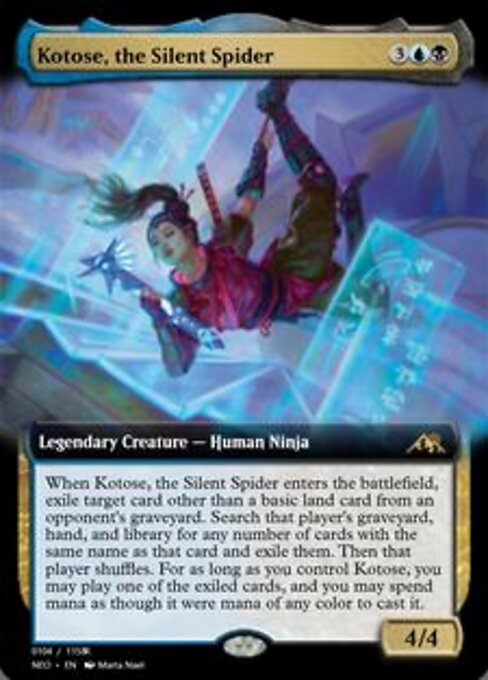 Kotose, the Silent Spider 3
Legendary Creature — Human Ninja
When Kotose, the Silent Spider enters the battlefield,
exile target card other than a basic land card from an
opponent's graveyard. Search that player's graveyard,
hand, and library for any number of cards with the
same name as that card and exile them. Then that
player shuffles. For as long as you control Kotose, you
may play one of the exiled cards, and you may spend
mana as though it were mana of any color to cast it.
4/4
NEO • EN Marta Nael